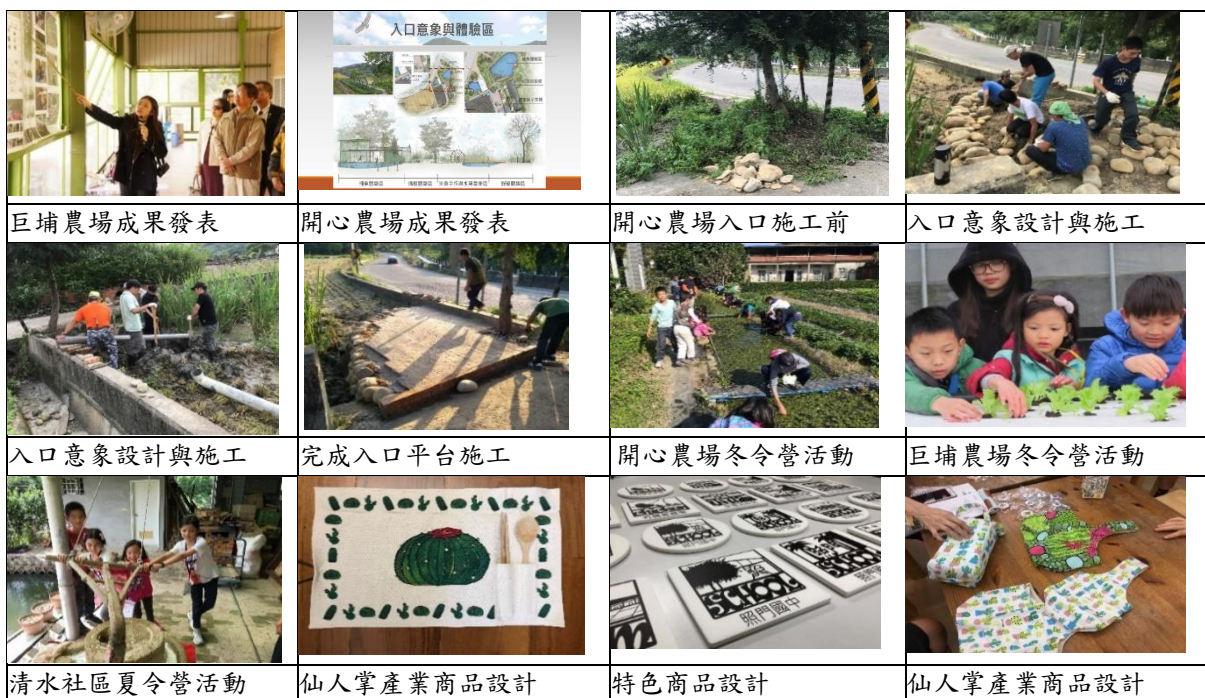 入口意象與體驗區
巨埔農場成果發表
開心農場成果發表
開心農場入口施工前
入口意象設計與施工
入口意象設計與施工
完成入口平台施工
開心農場冬令營活動
巨埔農場冬令營活動
SCHOOL
照門國中
清水社區夏令營活動
仙人掌產業商品設計
特色商品設計
仙人掌產業商品設計